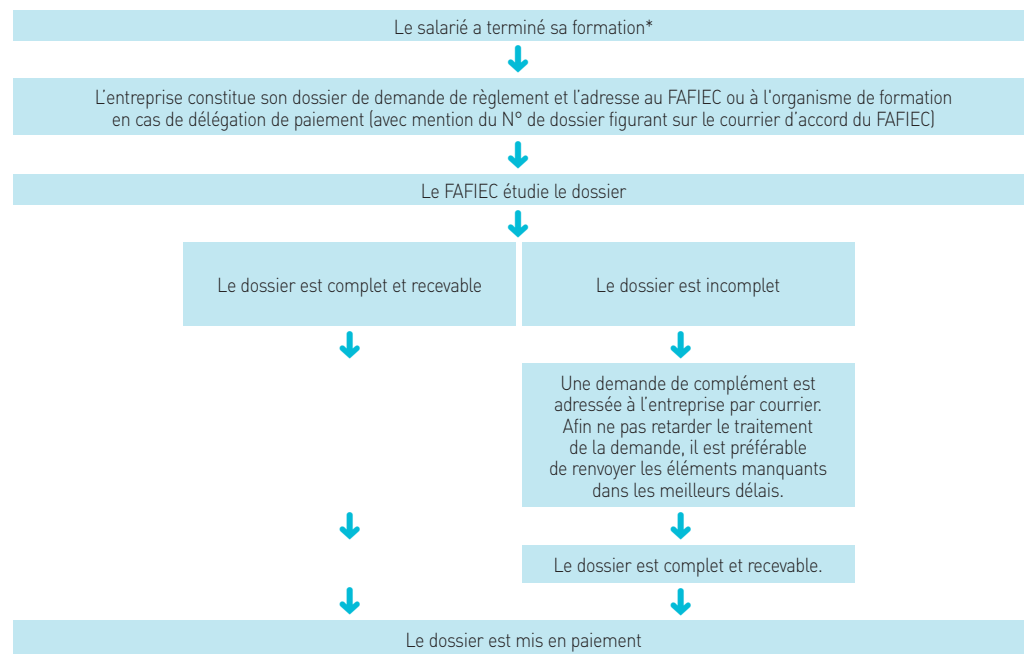 Le salarié a terminé sa formation*
L'entreprise constitue son dossier de demande de règlement et l'adresse au FAFIEC ou à l'organisme de formation
en cas de délégation de paiement (avec mention du N° de dossier figurant sur le courrier d'accord du FAFIEC)
Le FAFIEC étudie le dossier
Le dossier est complet et recevable
Le dossier est incomplet
Une demande de complément est
adressée à l'entreprise par courrier.
Afin ne pas retarder le traitement
de la demande, il est préférable
de renvoyer les éléments manquants
dans les meilleurs délais.
Le dossier est complet et recevable.
Le dossier est mis en paiement